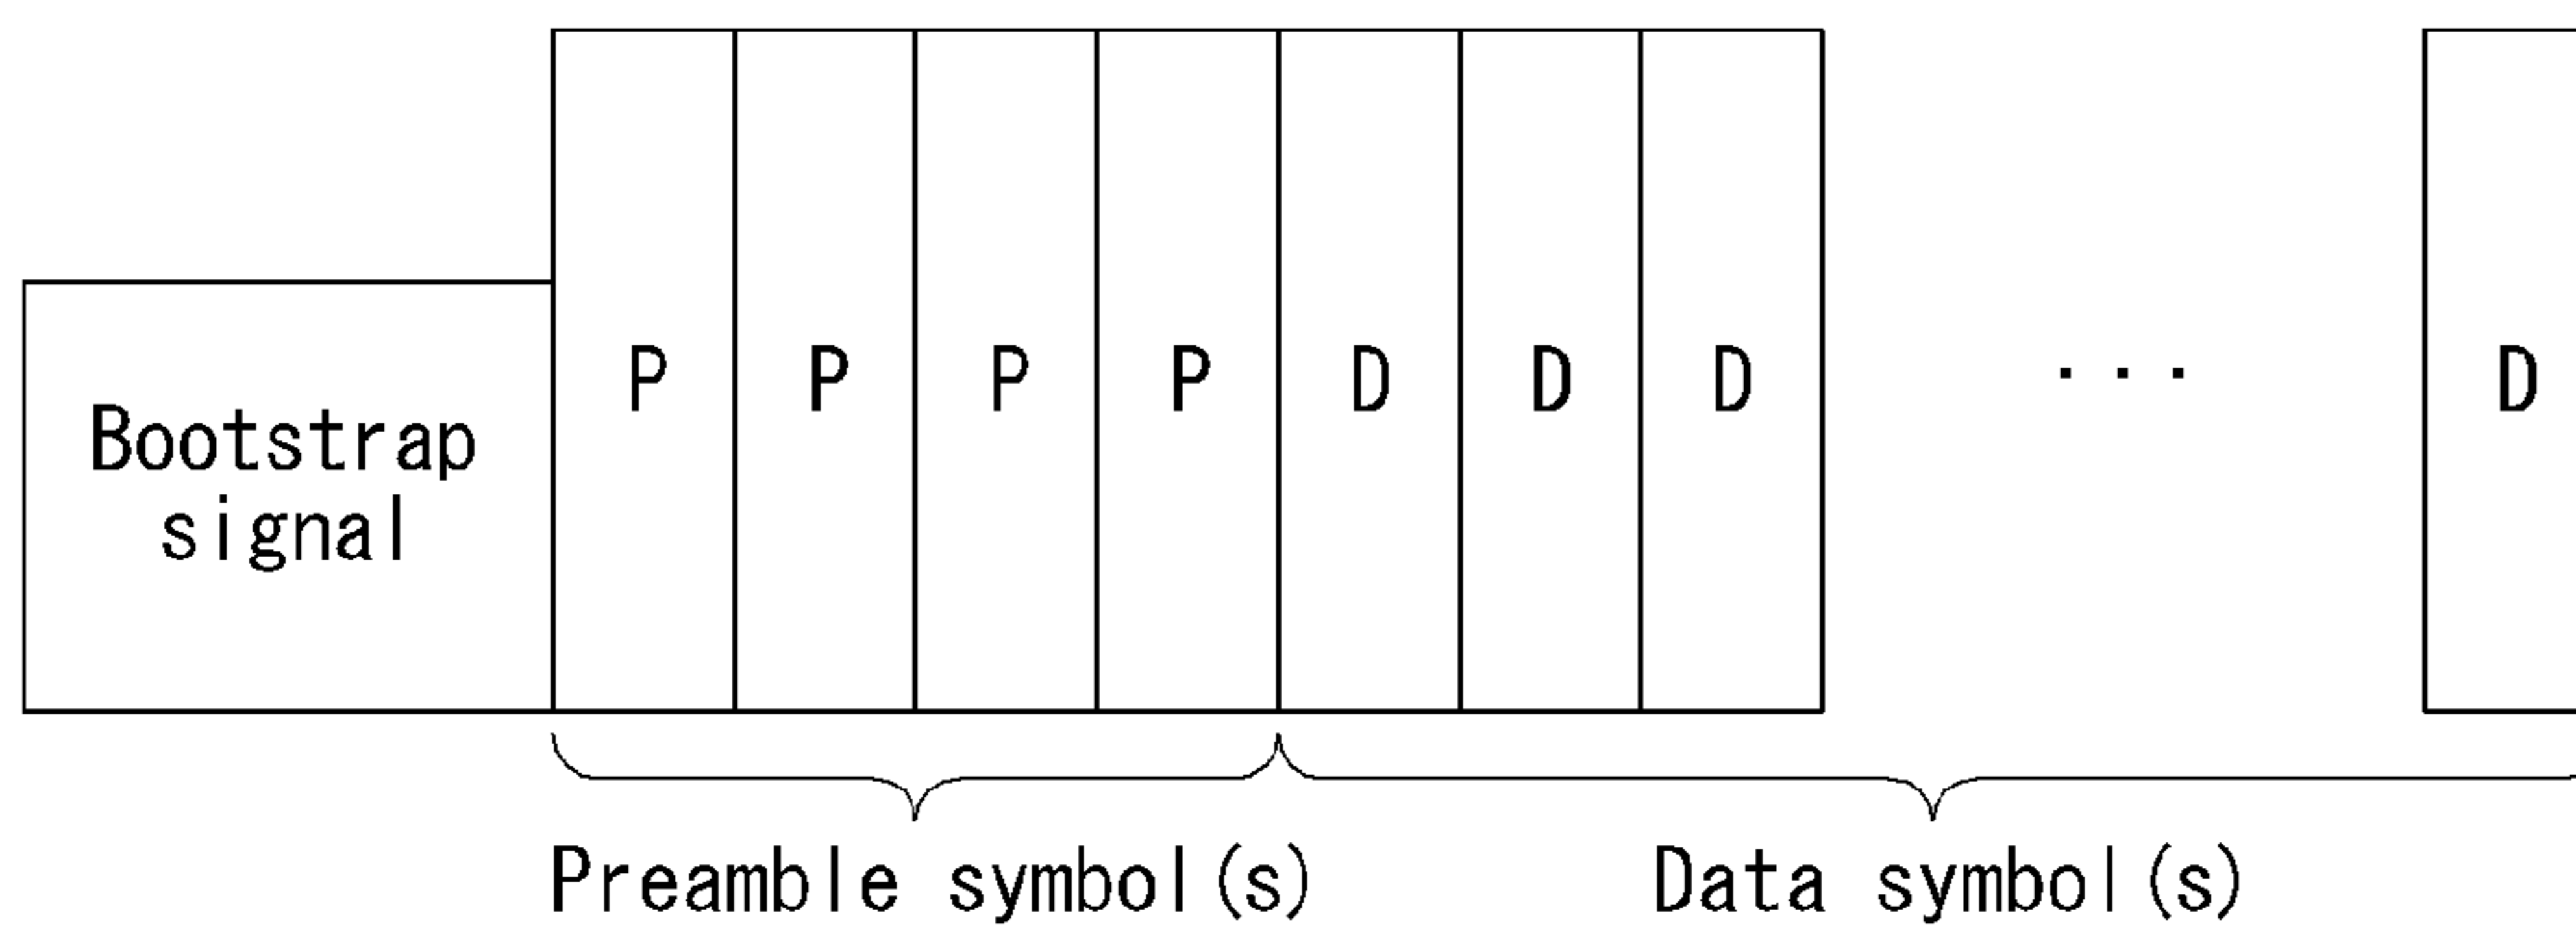 Bootstrap
signal
P P P P D D D ... D
Preamble symbol(s)
Data symbol(s)